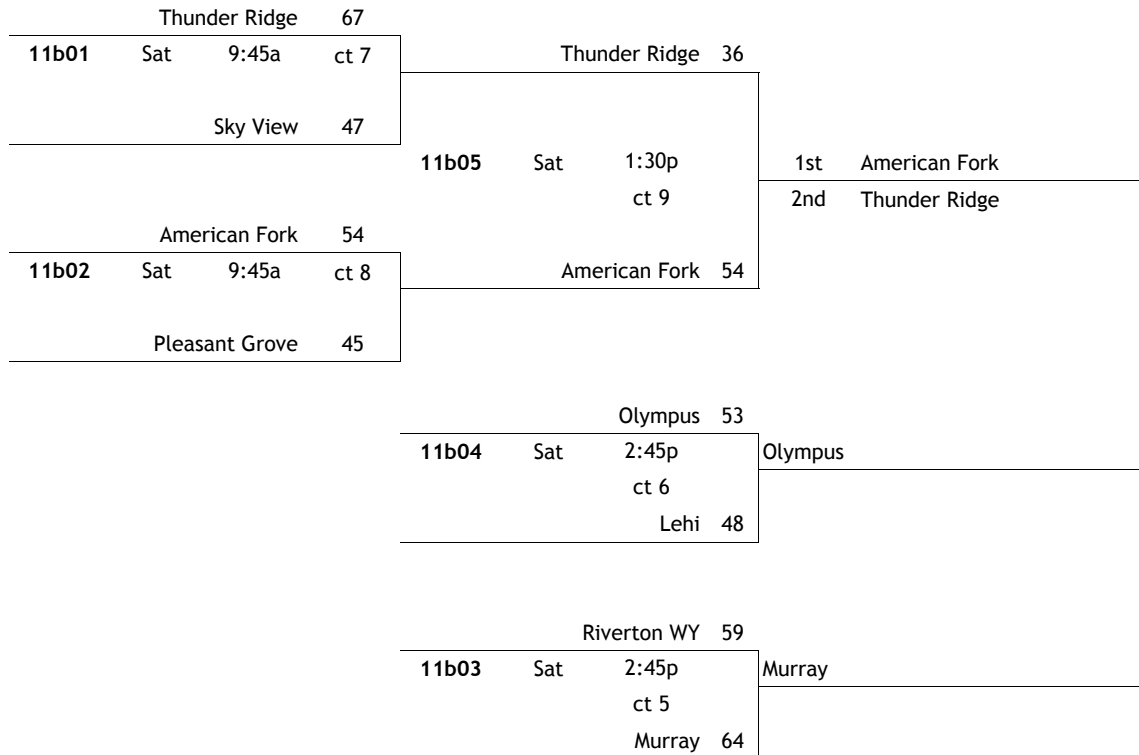 Thunder Ridge 67
11b01 Sat 9:45a ct 7 Thunder Ridge 36
Sky View 47
11b05 Sat 1:30p 1st American Fork
ct 9 2nd Thunder Ridge
American Fork 54
11b02 Sat 9:45a ct 8 American Fork 54
Pleasant Grove 45
Olympus 53
11b04 Sat 2:45p Olympus
ct 6
Lehi 48
Riverton WY 59
11b03 Sat 2:45p Murray
ct 5
Murray 64